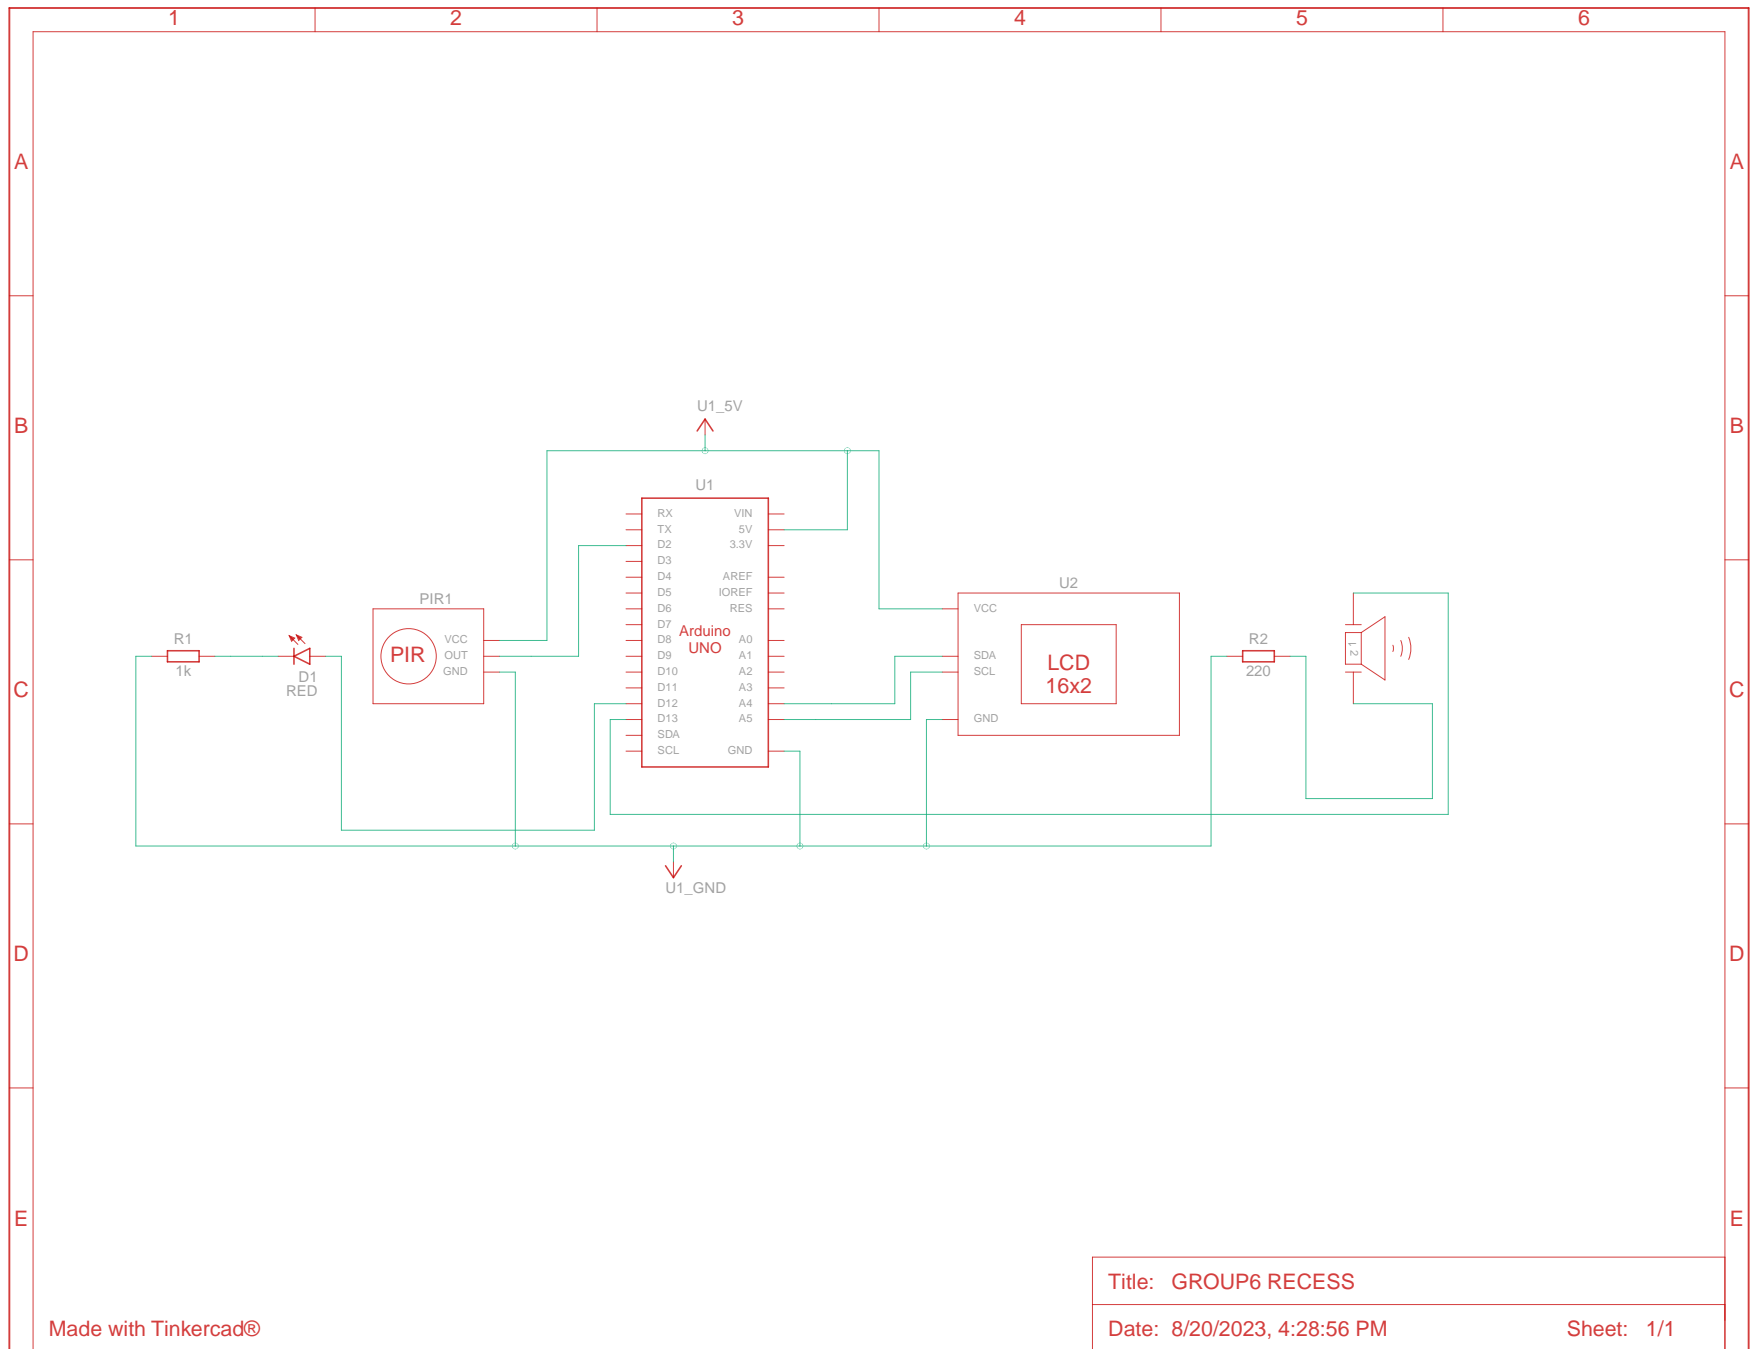 1 2 3 4 5 6
A A
B B
C C
D D
E E
U1_5V
U1
RX VIN
TX 5V
D2 3.3V
D3
D4 AREF
D5 IOREF
D6 RES
D7
D8 A0
D9 A1
D10 A2
D11 A3
D12 A4
D13 A5
SDA
SCL GND
Arduino
UNO
PIR1
PIR
VCC
OUT
GND
R1
1k
D1
RED
U2
VCC
SDA
SCL
GND
LCD
16x2
R2
220
1 2
U1_GND
Title: GROUP6 RECESS
Date: 8/20/2023, 4:28:56 PM Sheet: 1/1
Made with Tinkercad®